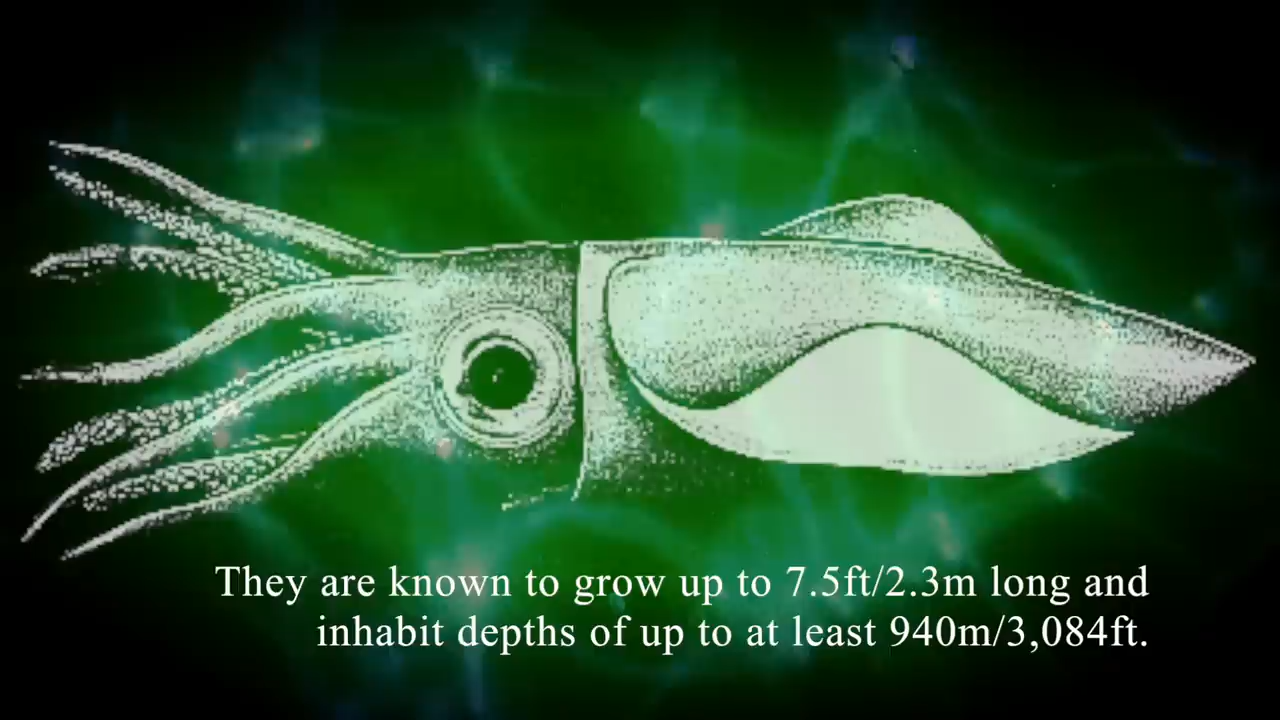 They are known to grow up to 7.5ft/2.3m long and
inhabit depths of up to at least 940m/3,084ft.